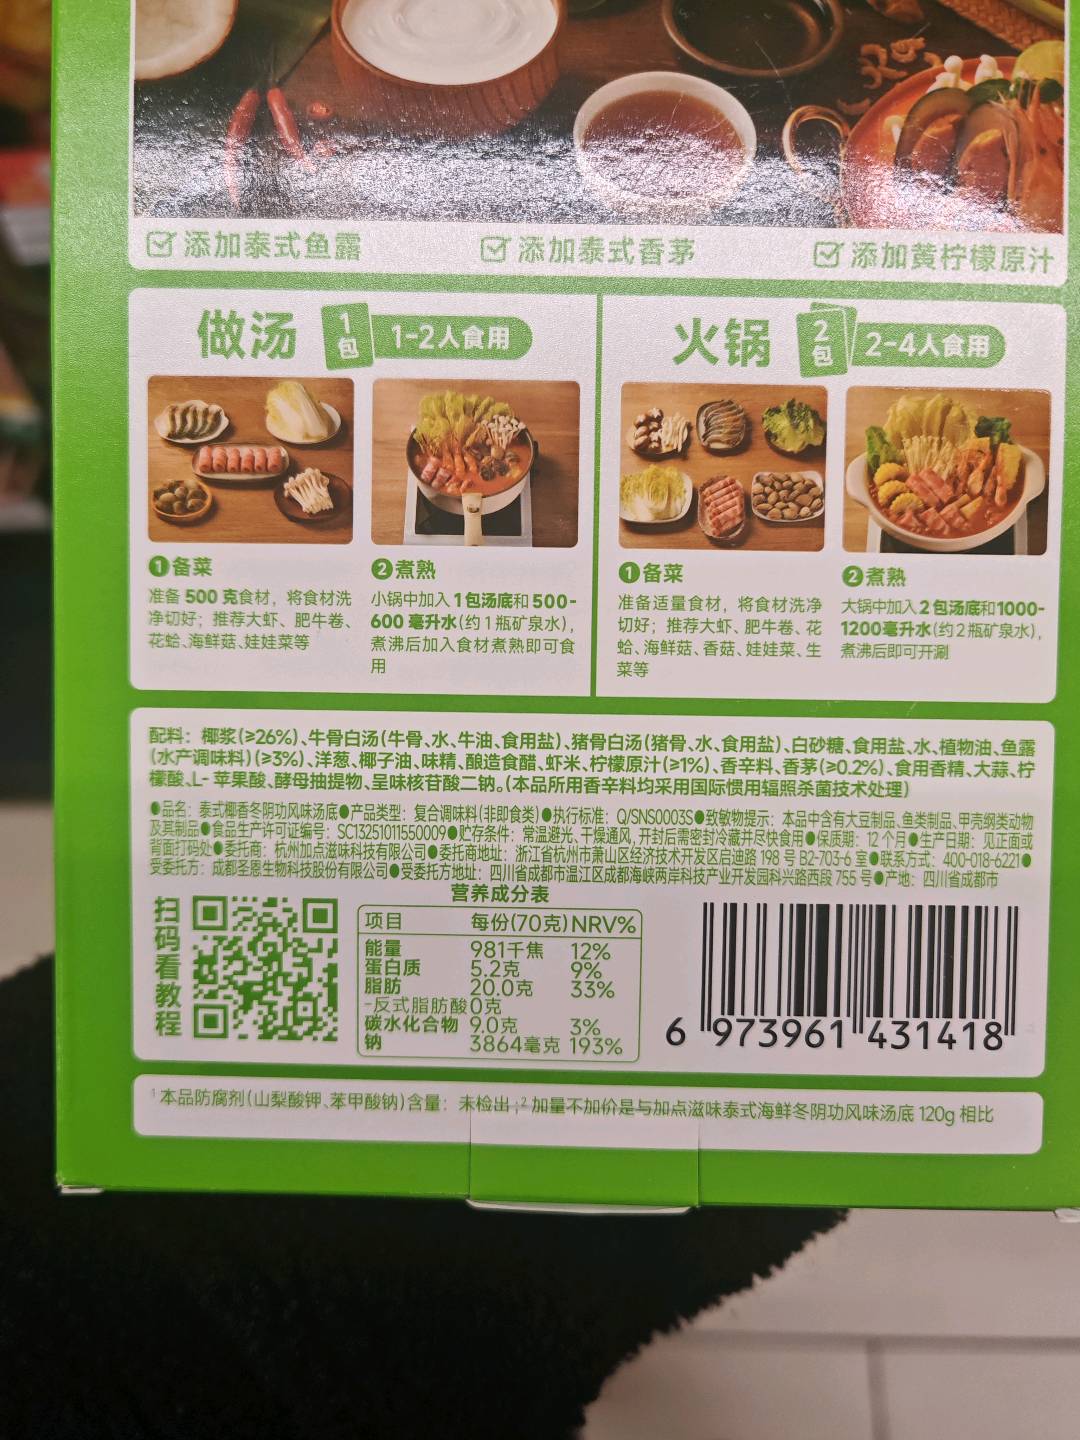 添加泰式鱼露
添加泰式香茅
添加黄柠檬原汁
做汤 1包 1-2人食用
1备菜
准备 500 克食材，将食材洗
净切好；推荐大虾、肥牛卷、
花蛤、海鲜菇、娃娃菜等
2煮熟
小锅中加入 1 包汤底和 500-
600 毫升水(约 1 瓶矿泉水)，
煮沸后加入食材煮熟即可食
用
火锅 2包 2-4人食用
1备菜
准备适量食材，将食材洗净
切好；推荐大虾、肥牛卷、花
蛤、海鲜菇、香菇、娃娃菜、生
菜等
2煮熟
大锅中加入 2 包汤底和1000-
1200毫升水(约 2 瓶矿泉水)，
煮沸后即可开涮
配料：椰浆(≥26%)、牛骨白汤(牛骨、水、牛油、食用盐)、猪骨白汤(猪骨、水、食用盐)、白砂糖、食用盐、水、植物油、鱼露
(水产调味料)(≥3%)、洋葱、椰子油、味精、酿造食醋、虾米、柠檬原汁(≥1%)、香辛料、香茅(≥0.2%)、食用香精、大蒜、柠
檬酸、L- 苹果酸、酵母抽提物、呈味核苷酸二钠。(本品所用香辛料均采用国际惯用辐照杀菌技术处理)
●品名：泰式椰香冬阴功风味汤底●产品类型：复合调味料(非即食类)●执行标准：Q/SNS0003S●致敏物提示：本品中含有大豆制品、鱼类制品、甲壳纲类动物
及其制品●食品生产许可证编号：SC13251011550009●贮存条件：常温避光、干燥通风，开封后需密封冷藏并尽快食用●保质期：12 个月●生产日期：见正面或
背面打码处●委托商：杭州加点滋味科技有限公司●委托商地址：浙江省杭州市萧山区经济技术开发区启迪路 198 号 B2-703-6 室●联系方式：400-018-6221●
受委托方：成都圣恩生物科技股份有限公司●受委托方地址：四川省成都市温江区成都海峡两岸科技产业开发园科兴路西段 755 号●产地：四川省成都市
扫码看教程
营养成分表
项目 每份(70克) NRV%
能量 981千焦 12%
蛋白质 5.2克 9%
脂肪 20.0克 33%
-反式脂肪酸 0克
碳水化合物 9.0克 3%
钠 3864毫克 193%
6 973961 431418
1本品防腐剂(山梨酸钾、苯甲酸钠)含量：未检出；2加量不加价是与加点滋味泰式海鲜冬阴功风味汤底 120g 相比